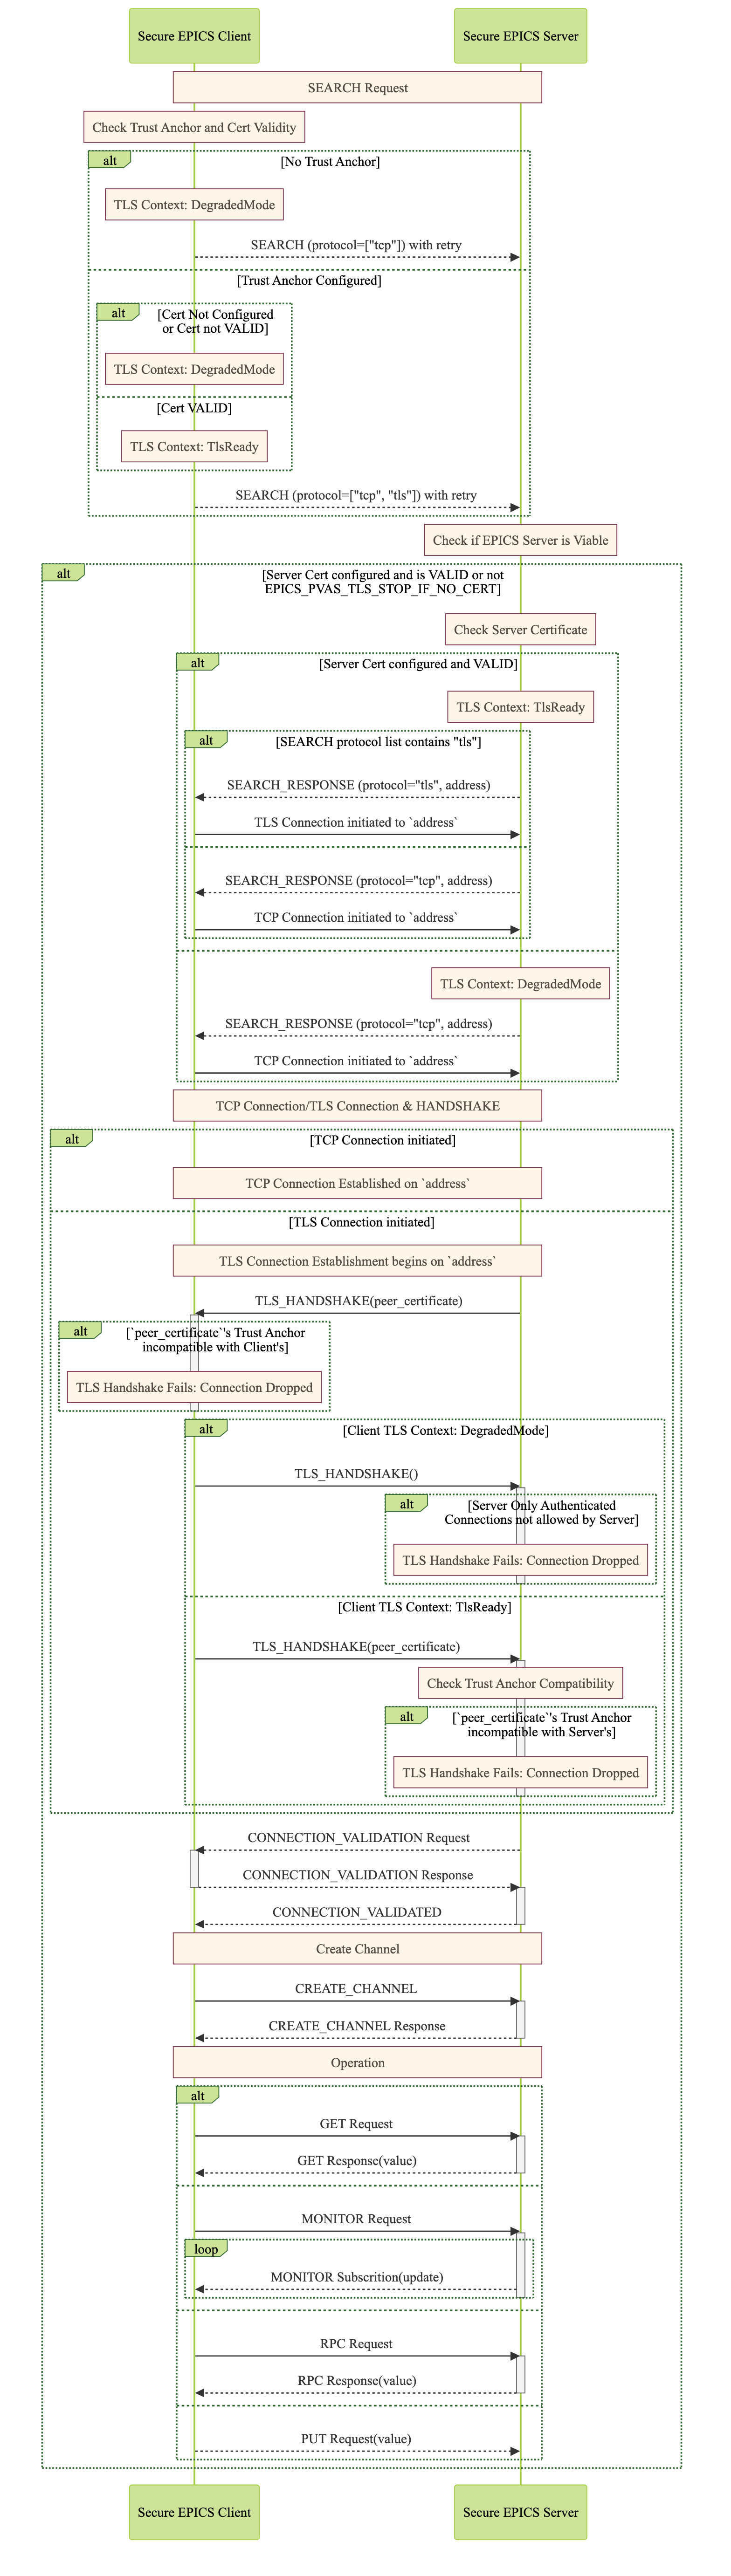 Secure EPICS Client
Secure EPICS Server
SEARCH Request
Check Trust Anchor and Cert Validity
alt
[No Trust Anchor]
TLS Context: DegradedMode
SEARCH (protocol=["tcp"]) with retry
[Trust Anchor Configured]
alt
[Cert Not Configured
or Cert not VALID]
TLS Context: DegradedMode
[Cert VALID]
TLS Context: TlsReady
SEARCH (protocol=["tcp", "tls"]) with retry
Check if EPICS Server is Viable
alt
[Server Cert configured and is VALID or not
EPICS_PVAS_TLS_STOP_IF_NO_CERT]
Check Server Certificate
alt
[Server Cert configured and VALID]
TLS Context: TlsReady
alt
[SEARCH protocol list contains "tls"]
SEARCH_RESPONSE (protocol="tls", address)
TLS Connection initiated to `address`
SEARCH_RESPONSE (protocol="tcp", address)
TCP Connection initiated to `address`
TLS Context: DegradedMode
SEARCH_RESPONSE (protocol="tcp", address)
TCP Connection initiated to `address`
TCP Connection/TLS Connection & HANDSHAKE
alt
[TCP Connection initiated]
TCP Connection Established on `address`
[TLS Connection initiated]
TLS Connection Establishment begins on `address`
TLS_HANDSHAKE(peer_certificate)
alt
[`peer_certificate`'s Trust Anchor
incompatible with Client's]
TLS Handshake Fails: Connection Dropped
alt
[Client TLS Context: DegradedMode]
TLS_HANDSHAKE()
alt
[Server Only Authenticated
Connections not allowed by Server]
TLS Handshake Fails: Connection Dropped
[Client TLS Context: TlsReady]
TLS_HANDSHAKE(peer_certificate)
Check Trust Anchor Compatibility
alt
[`peer_certificate`'s Trust Anchor
incompatible with Server's]
TLS Handshake Fails: Connection Dropped
CONNECTION_VALIDATION Request
CONNECTION_VALIDATION Response
CONNECTION_VALIDATED
Create Channel
CREATE_CHANNEL
CREATE_CHANNEL Response
Operation
alt
GET Request
GET Response(value)
MONITOR Request
loop
MONITOR Subscrition(update)
RPC Request
RPC Response(value)
PUT Request(value)
Secure EPICS Client
Secure EPICS Server